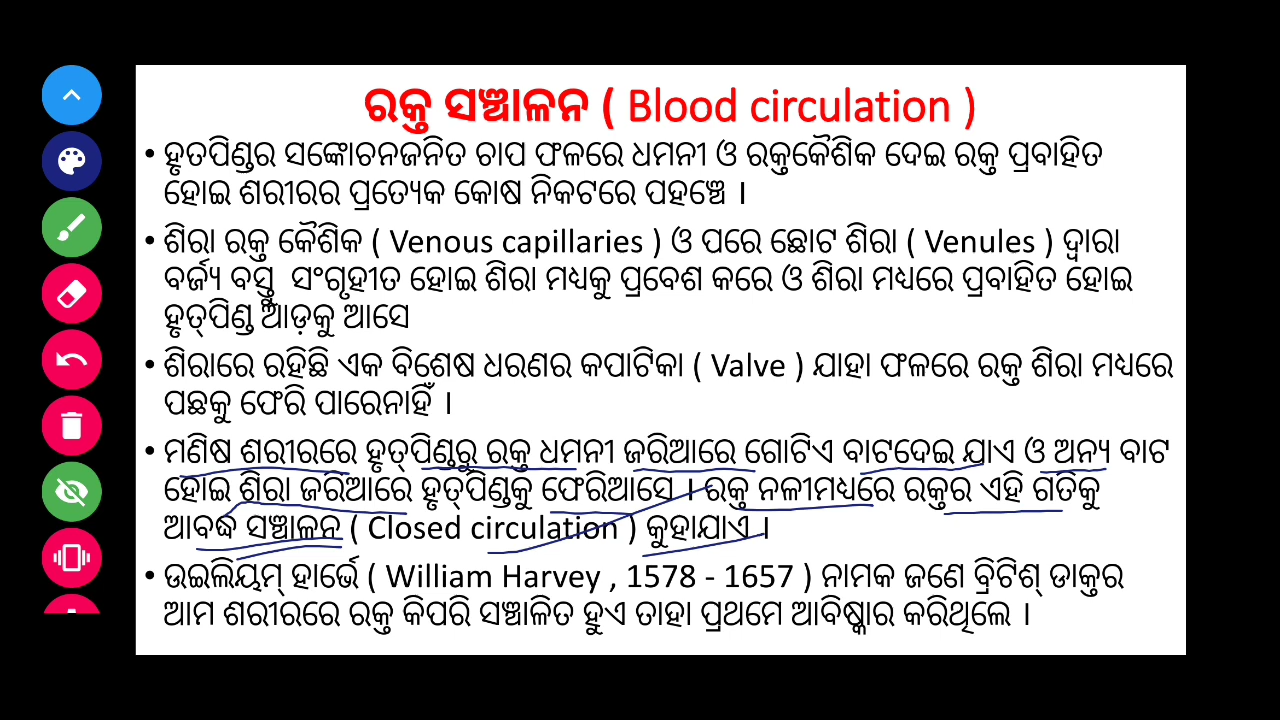 ରକ୍ତ ସଞ୍ଚାଳନ ( Blood circulation )
• ହୃତପିଣ୍ଡର ସଙ୍କୋଚନଜନିତ ଚାପ ଫଳରେ ଧମନୀ ଓ ରକ୍ତକୈଶିକ ଦେଇ ରକ୍ତ ପ୍ରବାହିତ
ହୋଇ ଶରୀରର ପ୍ରତ୍ୟେକ କୋଷ ନିକଟରେ ପହଞ୍ଚେ ।
• ଶିରା ରକ୍ତ କୈଶିକ ( Venous capillaries ) ଓ ପରେ ଛୋଟ ଶିରା ( Venules ) ଦ୍ୱାରା
ବର୍ଜ୍ୟ ବସ୍ତୁ ସଂଗୃହୀତ ହୋଇ ଶିରା ମଧ୍ୟକୁ ପ୍ରବେଶ କରେ ଓ ଶିରା ମଧ୍ୟରେ ପ୍ରବାହିତ ହୋଇ
ହୃତ୍‌ପିଣ୍ଡ ଆଡ଼କୁ ଆସେ
• ଶିରାରେ ରହିଛି ଏକ ବିଶେଷ ଧରଣର କପାଟିକା ( Valve ) ଯାହା ଫଳରେ ରକ୍ତ ଶିରା ମଧ୍ୟରେ
ପଛକୁ ଫେରି ପାରେନାହିଁ ।
• ମଣିଷ ଶରୀରରେ ହୃତ୍‌ପିଣ୍ଡରୁ ରକ୍ତ ଧମନୀ ଜରିଆରେ ଗୋଟିଏ ବାଟଦେଇ ଯାଏ ଓ ଅନ୍ୟ ବାଟ
ହୋଇ ଶିରା ଜରିଆରେ ହୃତ୍‌ପିଣ୍ଡକୁ ଫେରିଆସେ । ରକ୍ତ ନଳୀମଧ୍ୟରେ ରକ୍ତର ଏହି ଗତିକୁ
ଆବଦ୍ଧ ସଞ୍ଚାଳନ ( Closed circulation ) କୁହାଯାଏ ।
• ଉଇଲିୟମ୍ ହାର୍ଭେ ( William Harvey , 1578 - 1657 ) ନାମକ ଜଣେ ବ୍ରିଟିଶ୍ ଡାକ୍ତର
ଆମ ଶରୀରରେ ରକ୍ତ କିପରି ସଞ୍ଚାଳିତ ହୁଏ ତାହା ପ୍ରଥମେ ଆବିଷ୍କାର କରିଥିଲେ ।